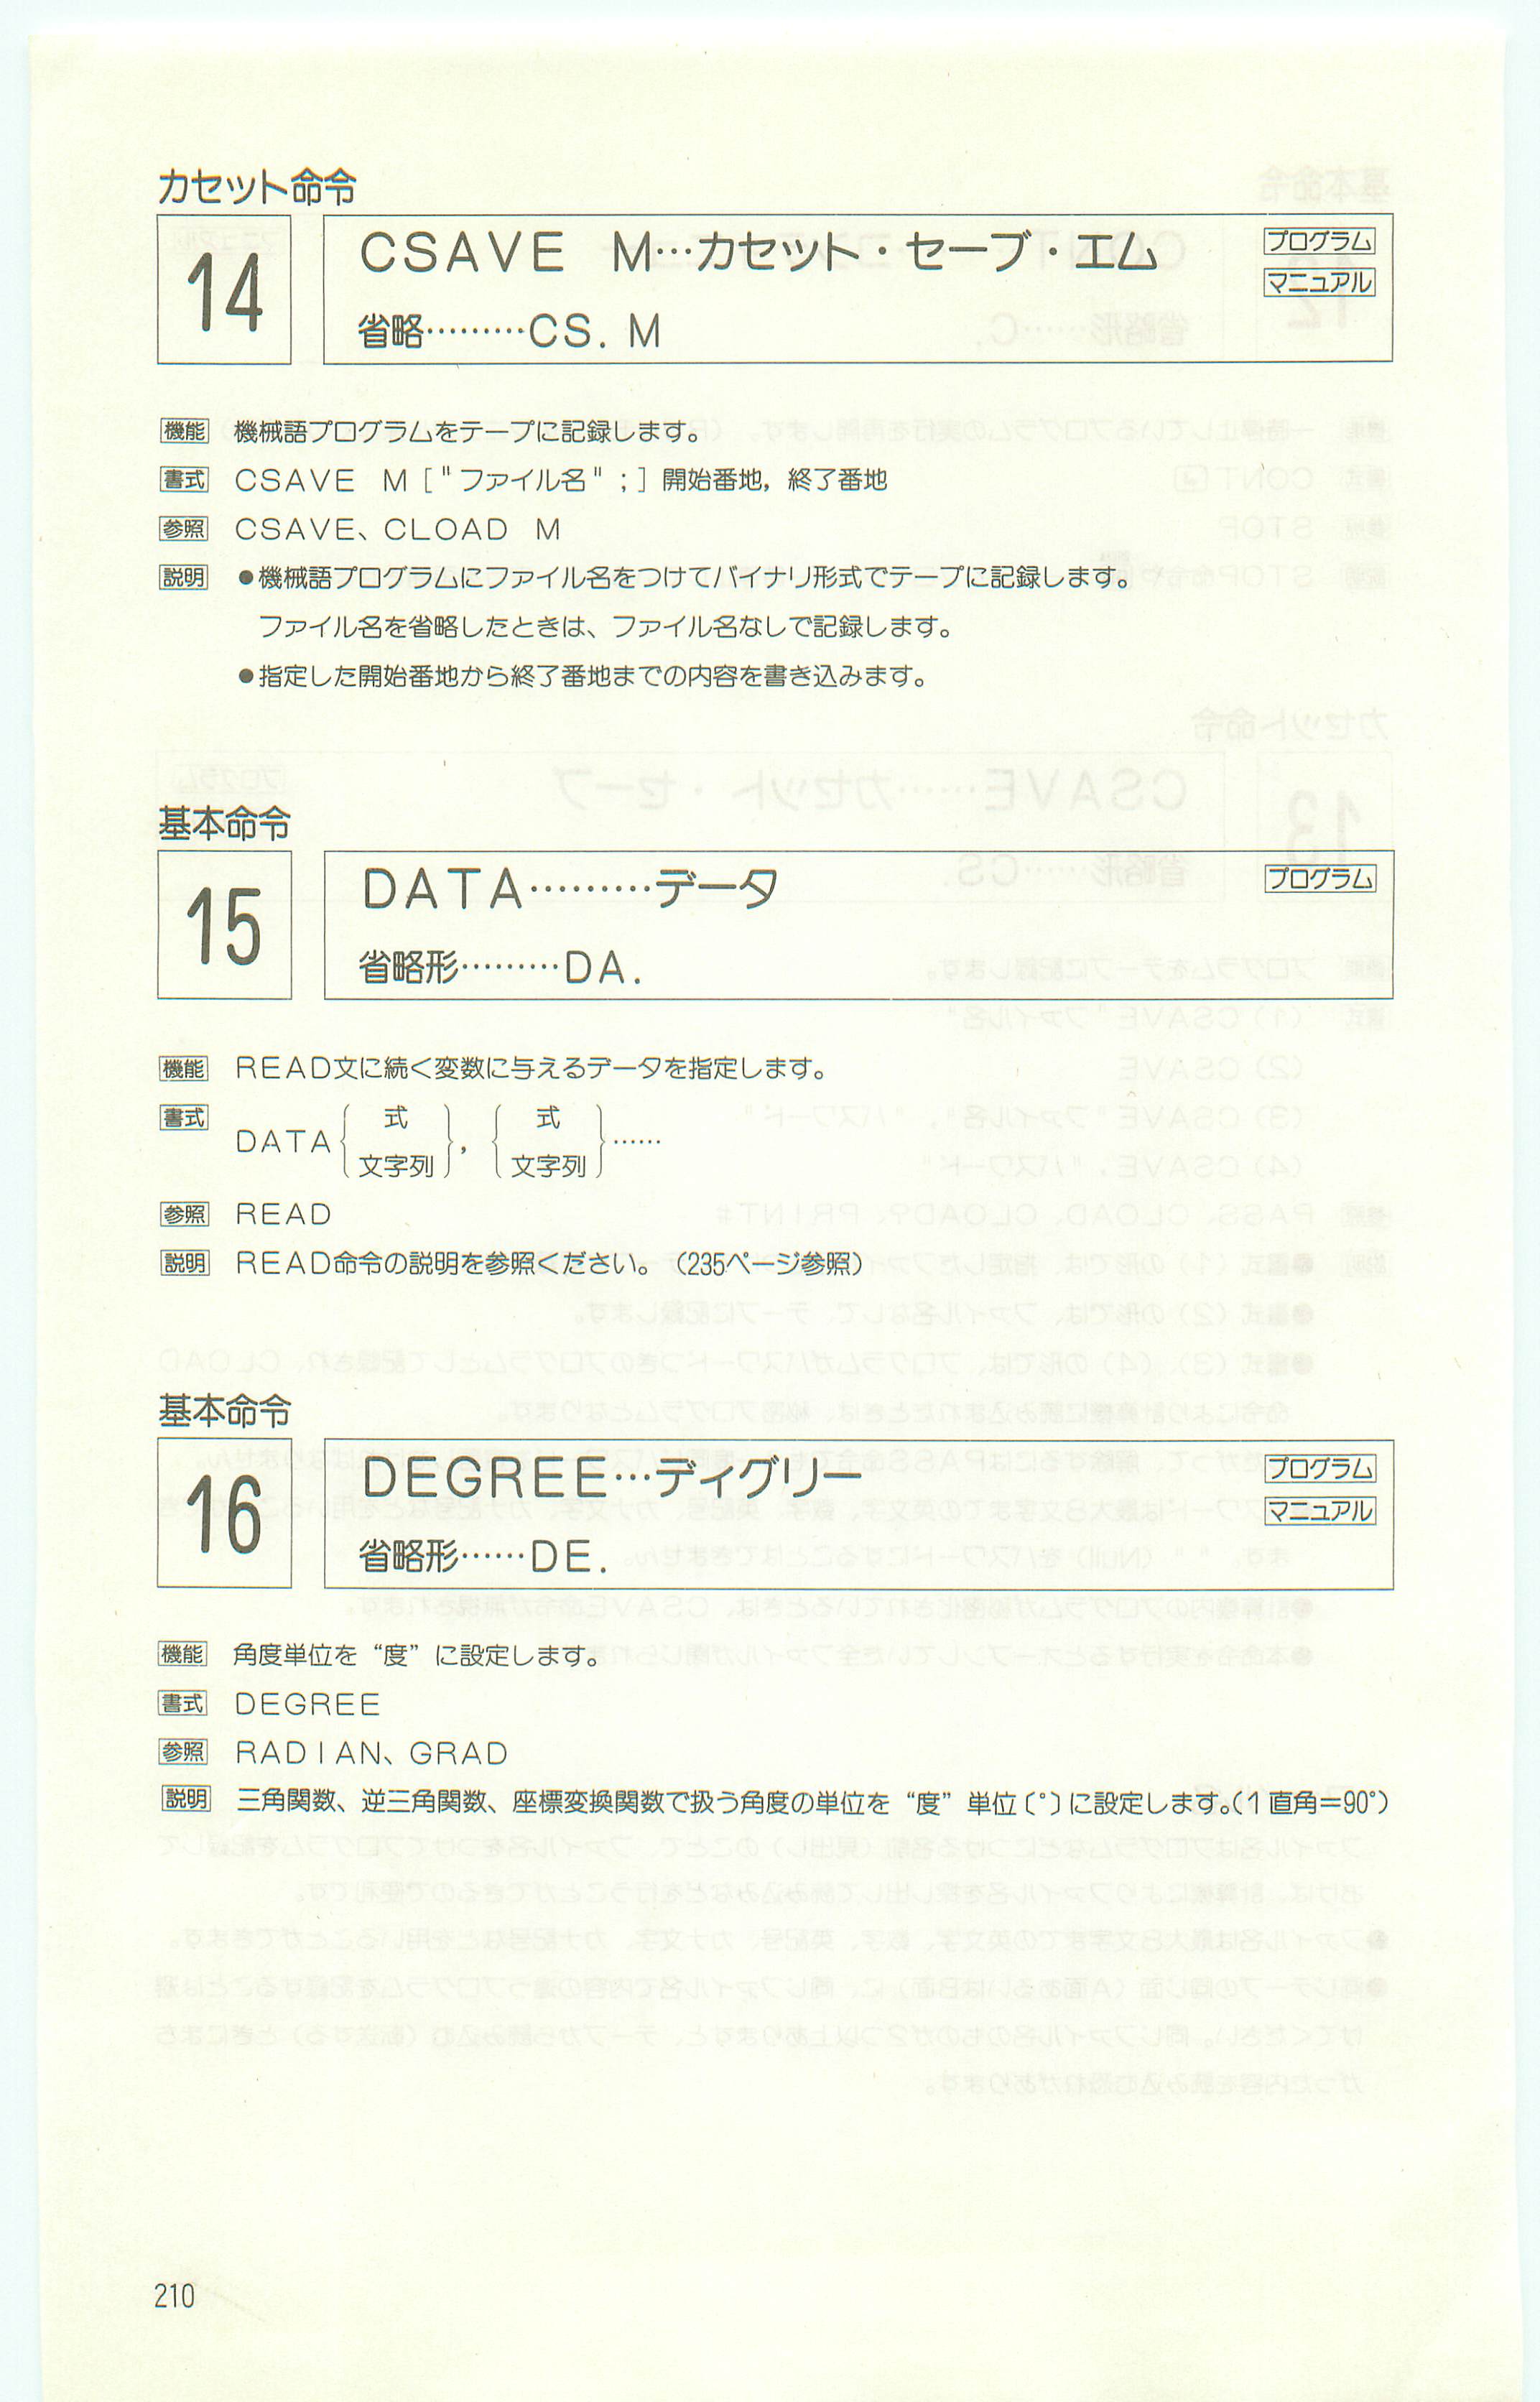 カセット命令
14
CSAVE　M…カセット・セーブ・エム
プログラム
マニュアル
省略………CS. M
機能 機械語プログラムをテープに記録します。
書式 CSAVE　M ["ファイル名" ;] 開始番地, 終了番地
参照 CSAVE、CLOAD　M
説明 ●機械語プログラムにファイル名をつけてバイナリ形式でテープに記録します。
ファイル名を省略したときは、ファイル名なしで記録します。
●指定した開始番地から終了番地までの内容を書き込みます。
基本命令
15
DATA………データ
プログラム
省略形………DA.
機能 READ文に続く変数に与えるデータを指定します。
書式 DATA{式 文字列}, {式 文字列}……
参照 READ
説明 READ命令の説明を参照ください。（235ページ参照）
基本命令
16
DEGREE…ディグリー
プログラム
マニュアル
省略形……DE.
機能 角度単位を“度”に設定します。
書式 DEGREE
参照 RADIAN、GRAD
説明 三角関数、逆三角関数、座標変換関数で扱う角度の単位を“度”単位〔°〕に設定します。(1直角＝90°)
210